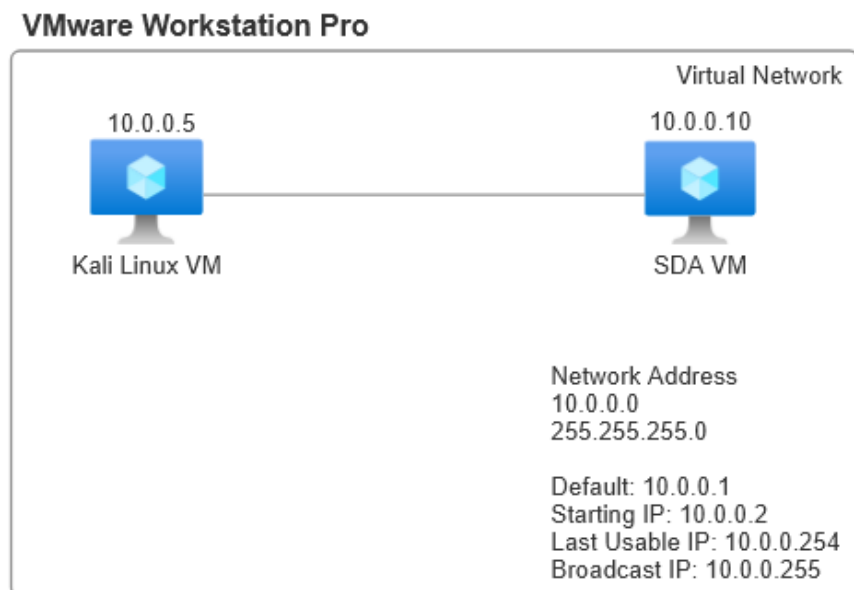 VMware Workstation Pro
Virtual Network
10.0.0.5
10.0.0.10
Kali Linux VM
SDA VM
Network Address
10.0.0.0
255.255.255.0
Default: 10.0.0.1
Starting IP: 10.0.0.2
Last Usable IP: 10.0.0.254
Broadcast IP: 10.0.0.255